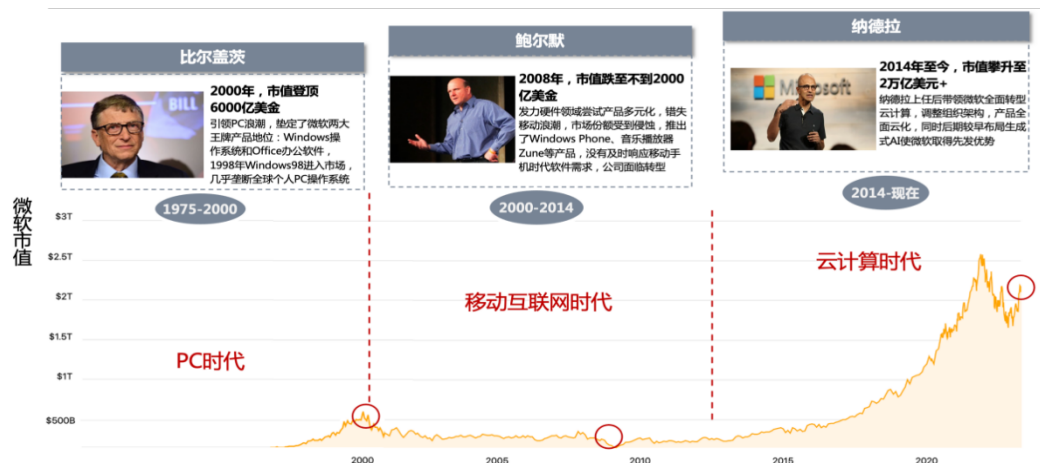 比尔盖茨
2000年，市值登顶
6000亿美金
引领PC浪潮，垫定了微软两大
王牌产品地位：Windows操
作系统和Office办公软件，
1998年Windows98进入市场，
几乎垄断全球个人PC操作系统
BILL
1975-2000
鲍尔默
2008年，市值跌至不到2000
亿美金
发力硬件领域尝试产品多元化，错失
移动浪潮，市场份额受到侵蚀，推出
了Windows Phone、音乐播放器
Zune等产品，没有及时响应移动手
机时代软件需求，公司面临转型
2000-2014
纳德拉
2014年至今，市值攀升至
2万亿美元+
纳德拉上任后带领微软全面转型
云计算，调整组织架构，产品全
面云化，同时后期较早布局生成
式AI使微软取得先发优势
2014-现在
微软市值
$3T
$2.5T
$2T
$1.5T
$1T
$500B
PC时代
移动互联网时代
云计算时代
2000
2005
2010
2015
2020